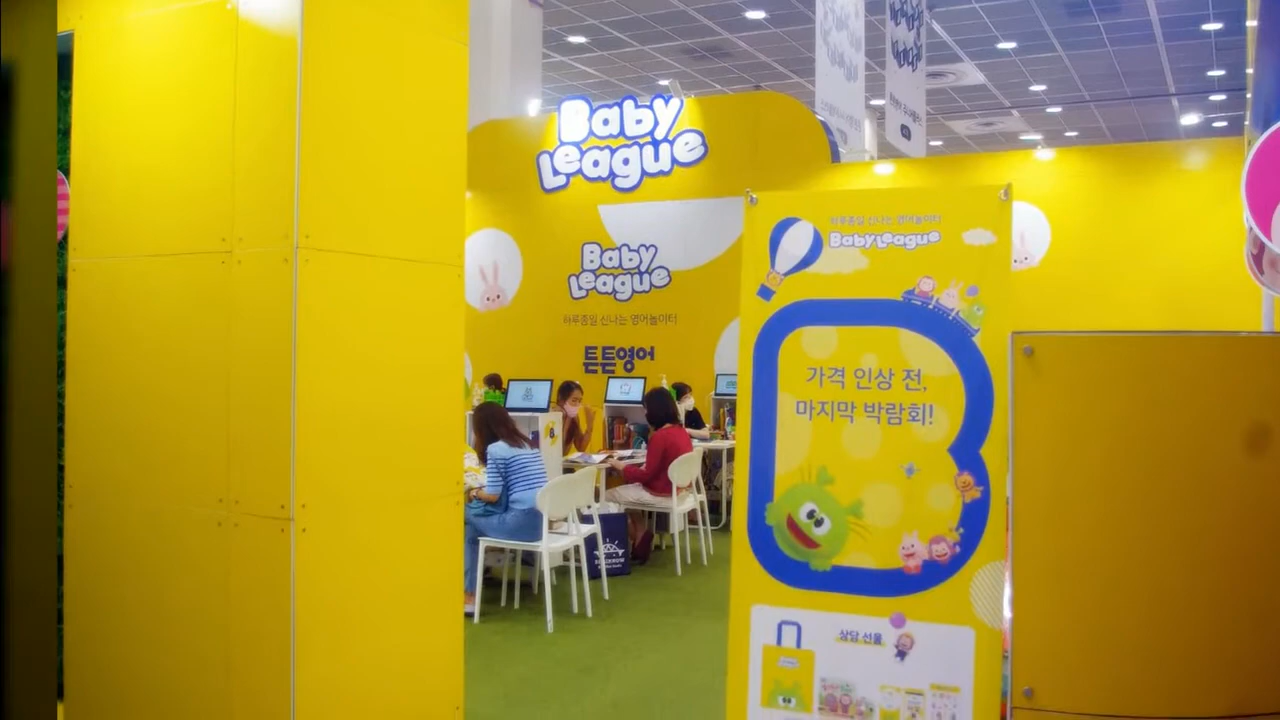 Baby
League
Baby
League
하루종일 신나는 영어놀이터
튼튼영어
하루종일 신나는 영어놀이터
Baby League
가격 인상 전,
마지막 박람회!
상담 선물